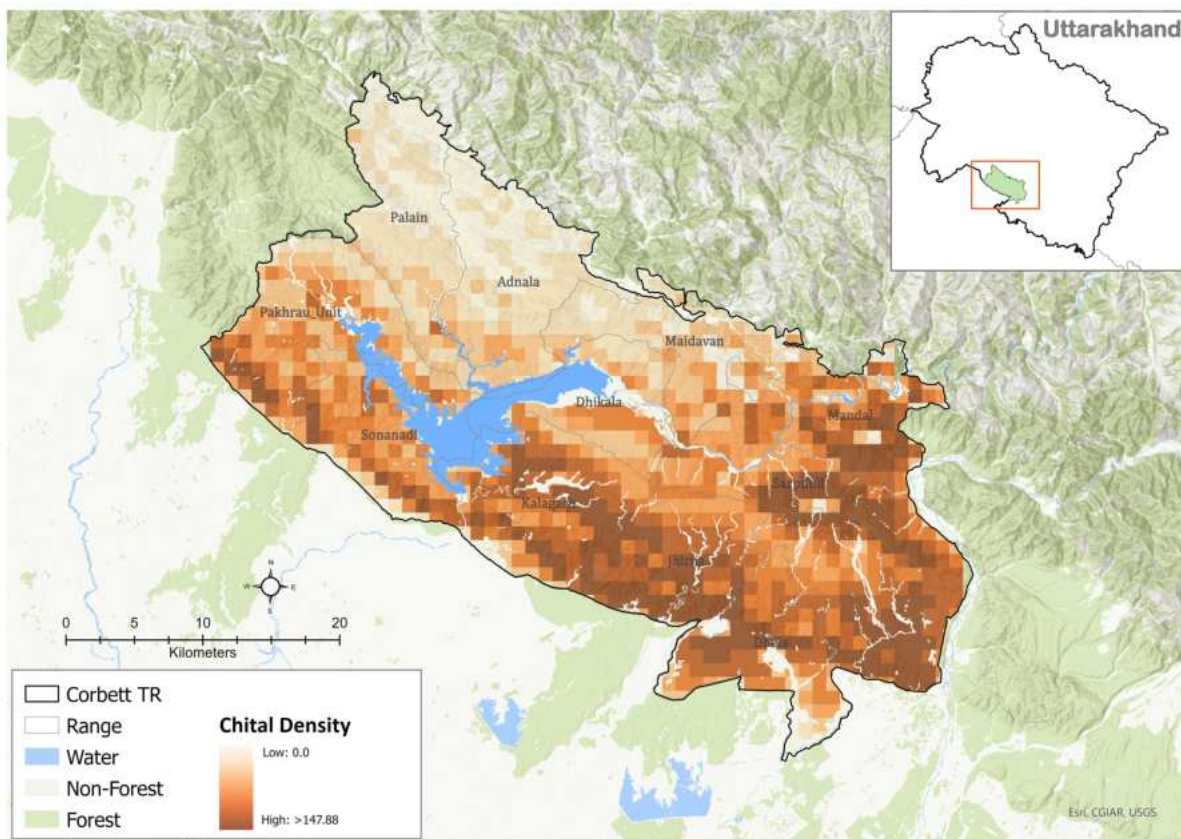 Uttarakhand
Palain
Adnala
Pakhrau_Unit
Maidavan
Dhikala
Mandal
Sonanadi
Sarpduli
Kalagarh
Jhirna
N
W E
S
0 5 10 20
Kilometers
Corbett TR
Range
Water
Non-Forest
Forest
Chital Density
Low: 0.0
High: >147.88
Esri, CGIAR, USGS